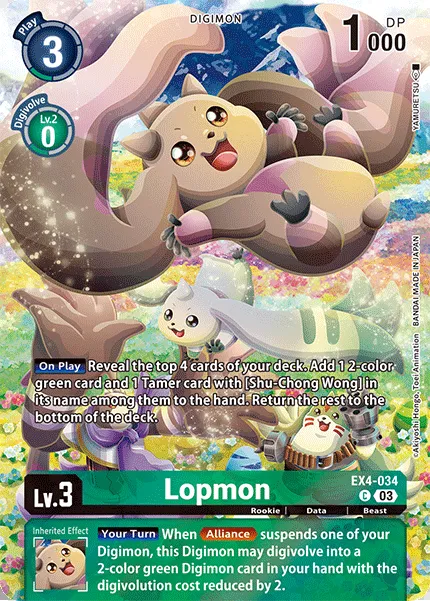 DIGIMON
Play
3
1000
DP
Digivolve
Lv.2
0
YAMURETSU
©Akiyoshi Hongo, Toei Animation BANDAI MADE IN JAPAN
On Play Reveal the top 4 cards of your deck. Add 1 2-color
green card and 1 Tamer card with [Shu-Chong Wong] in
its name among them to the hand. Return the rest to the
bottom of the deck.
EX4-034
Lv.3
Lopmon
C 03
Rookie | Data | Beast
Inherited Effect
Your Turn When Alliance suspends one of your
Digimon, this Digimon may digivolve into a
2-color green Digimon card in your hand with the
digivolution cost reduced by 2.